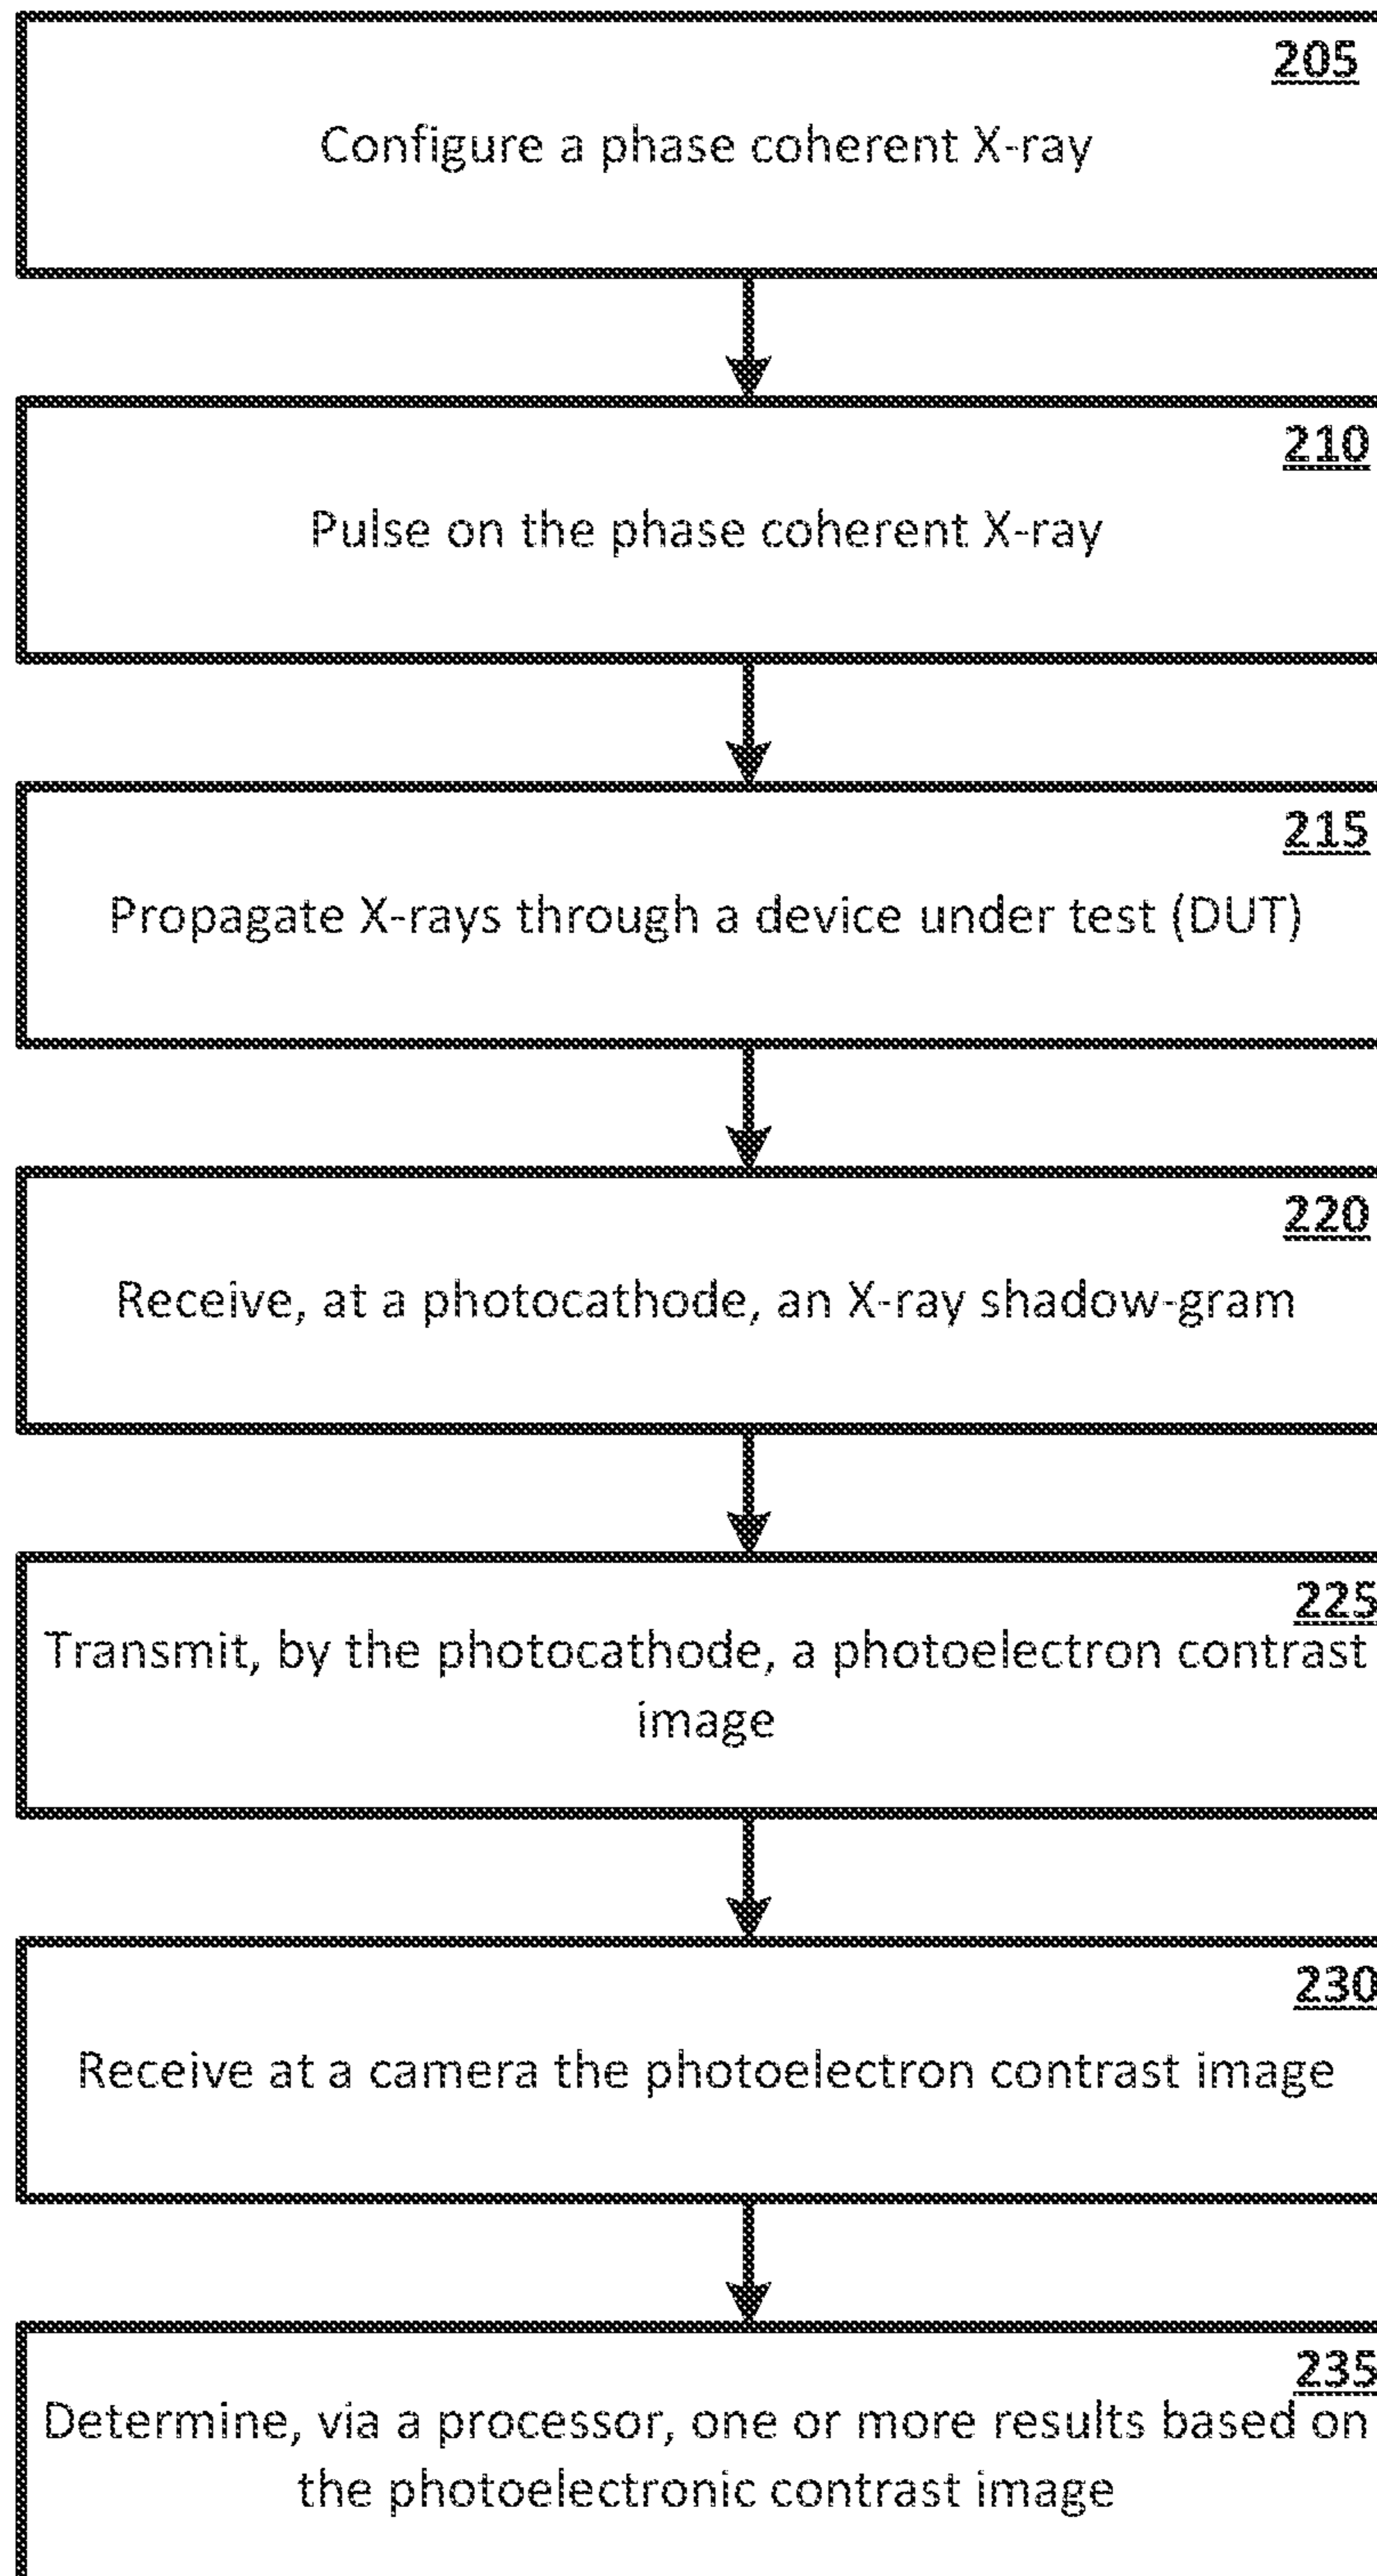 205
Configure a phase coherent X-ray
210
Pulse on the phase coherent X-ray
215
Propagate X-rays through a device under test (DUT)
220
Receive, at a photocathode, an X-ray shadow-gram
225
Transmit, by the photocathode, a photoelectron contrast
image
230
Receive at a camera the photoelectron contrast image
235
Determine, via a processor, one or more results based on
the photoelectronic contrast image